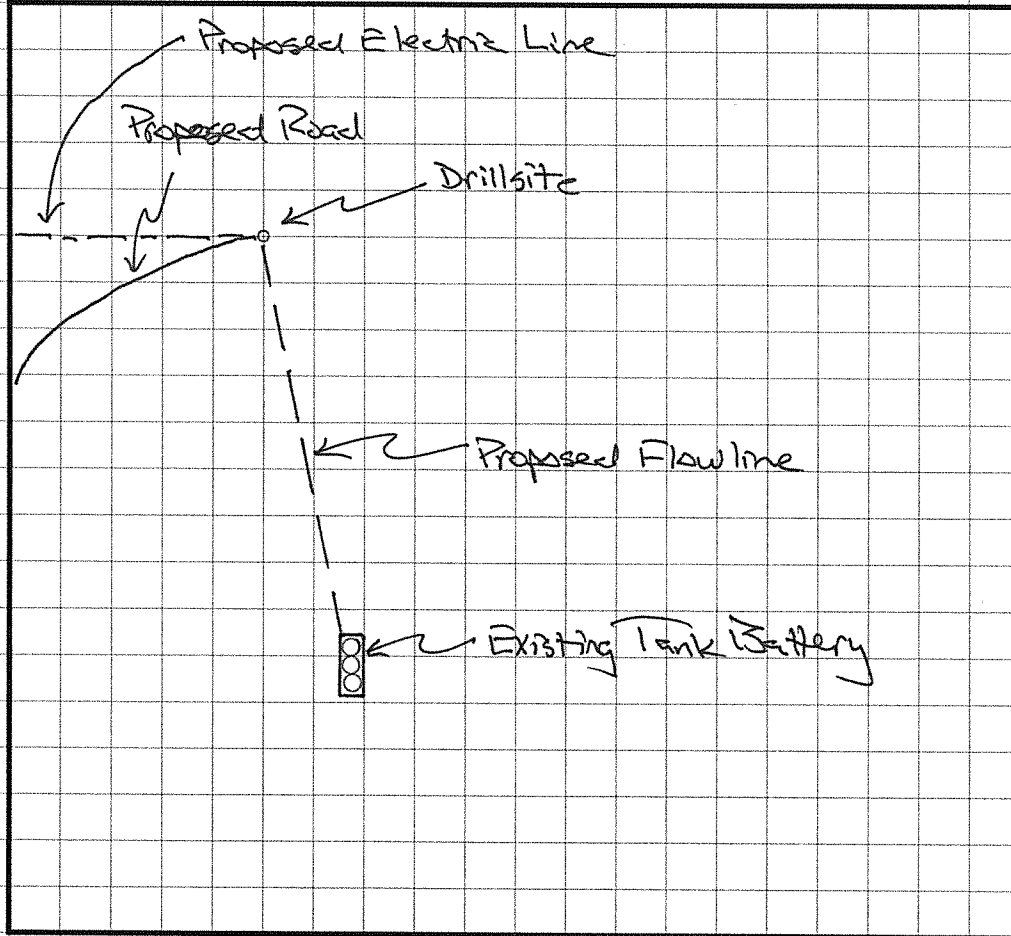 Proposed Electric Line
Proposed Road
Drillsite
Proposed Flowline
Existing Tank Battery